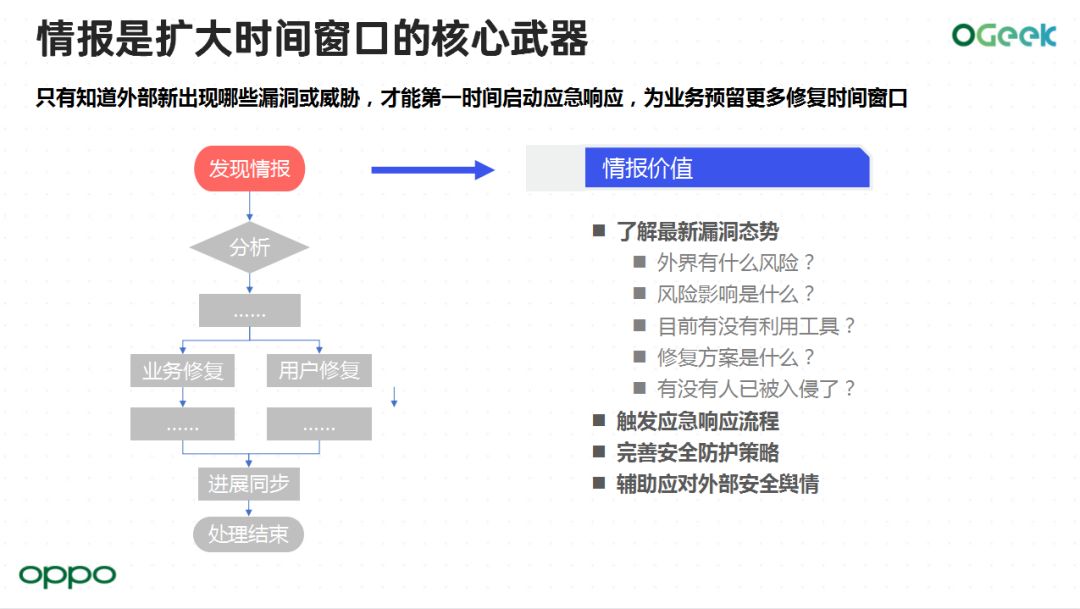 情报是扩大时间窗口的核心武器
OGeek
只有知道外部新出现哪些漏洞或威胁，才能第一时间启动应急响应，为业务预留更多修复时间窗口
发现情报
分析
……
业务修复
用户修复
……
……
进展同步
处理结束
情报价值
■ 了解最新漏洞态势
■ 外界有什么风险？
■ 风险影响是什么？
■ 目前有没有利用工具？
■ 修复方案是什么？
■ 有没有人已被入侵了？
■ 触发应急响应流程
■ 完善安全防护策略
■ 辅助应对外部安全舆情
oppo